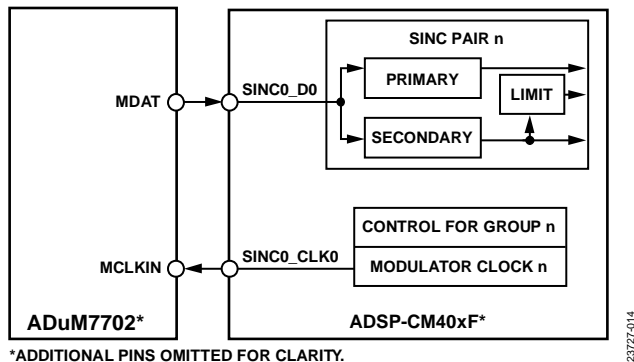 SINC PAIR n
PRIMARY
LIMIT
SECONDARY
MDAT
SINC0_D0
CONTROL FOR GROUP n
MODULATOR CLOCK n
MCLKIN
SINC0_CLK0
ADuM7702*
ADSP-CM40xF*
*ADDITIONAL PINS OMITTED FOR CLARITY.
23727-014